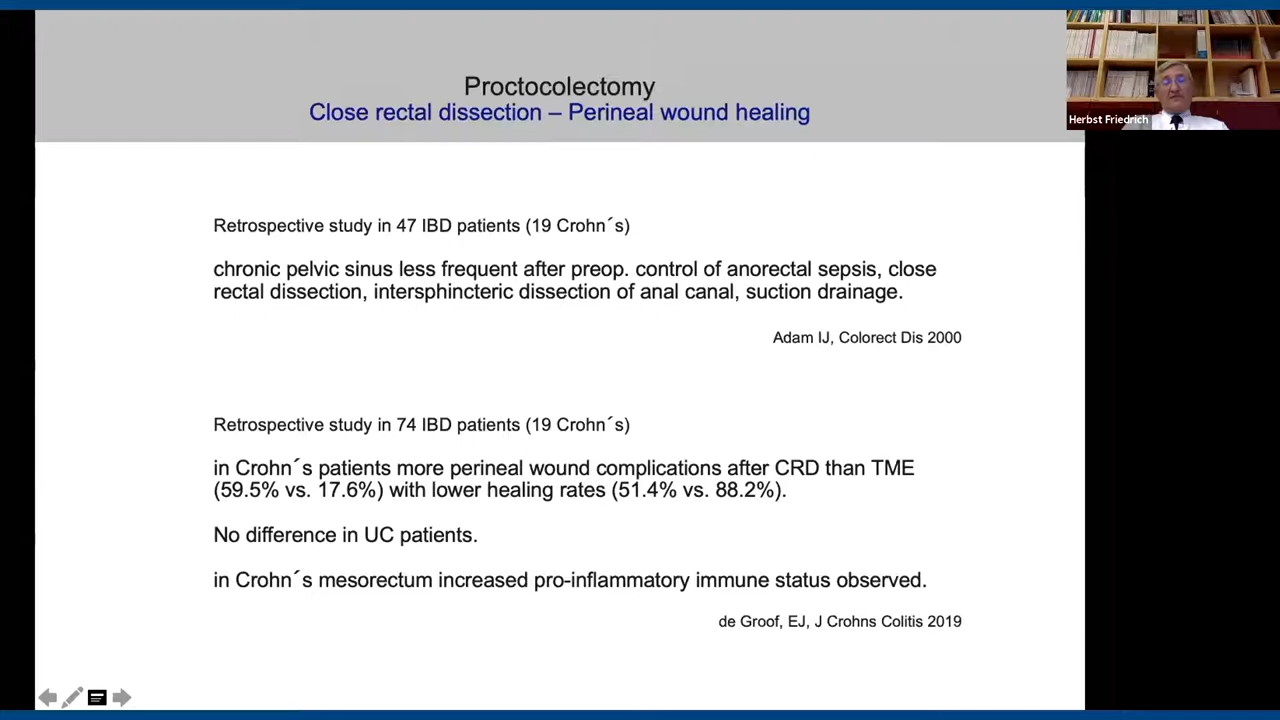 Proctocolectomy
Close rectal dissection – Perineal wound healing
Herbst Friedrich
Retrospective study in 47 IBD patients (19 Crohn´s)
chronic pelvic sinus less frequent after preop. control of anorectal sepsis, close
rectal dissection, intersphincteric dissection of anal canal, suction drainage.
Adam IJ, Colorect Dis 2000
Retrospective study in 74 IBD patients (19 Crohn´s)
in Crohn´s patients more perineal wound complications after CRD than TME
(59.5% vs. 17.6%) with lower healing rates (51.4% vs. 88.2%).
No difference in UC patients.
in Crohn´s mesorectum increased pro-inflammatory immune status observed.
de Groof, EJ, J Crohns Colitis 2019